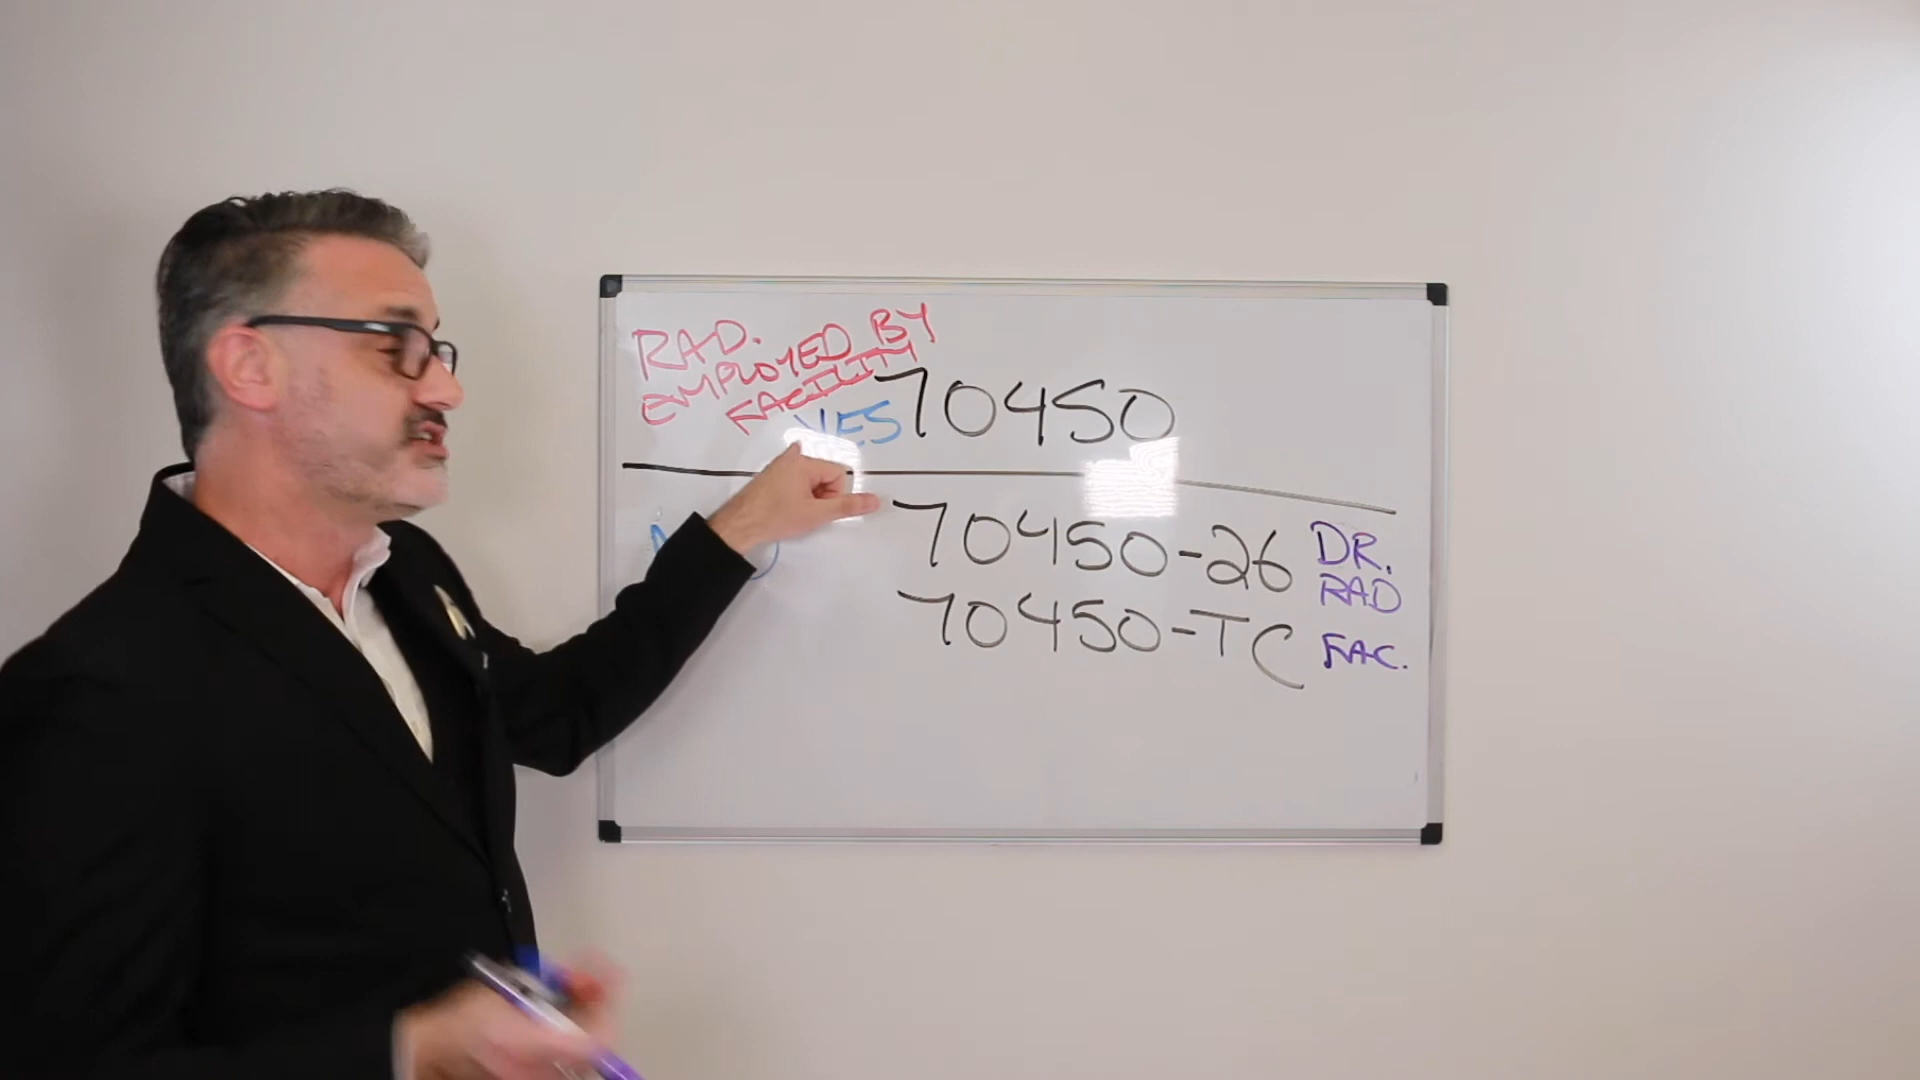 RAD.
EMPLOYED BY
FACILITY
YES 70450
70450-26 DR.
RAD
70450-TC FAC.